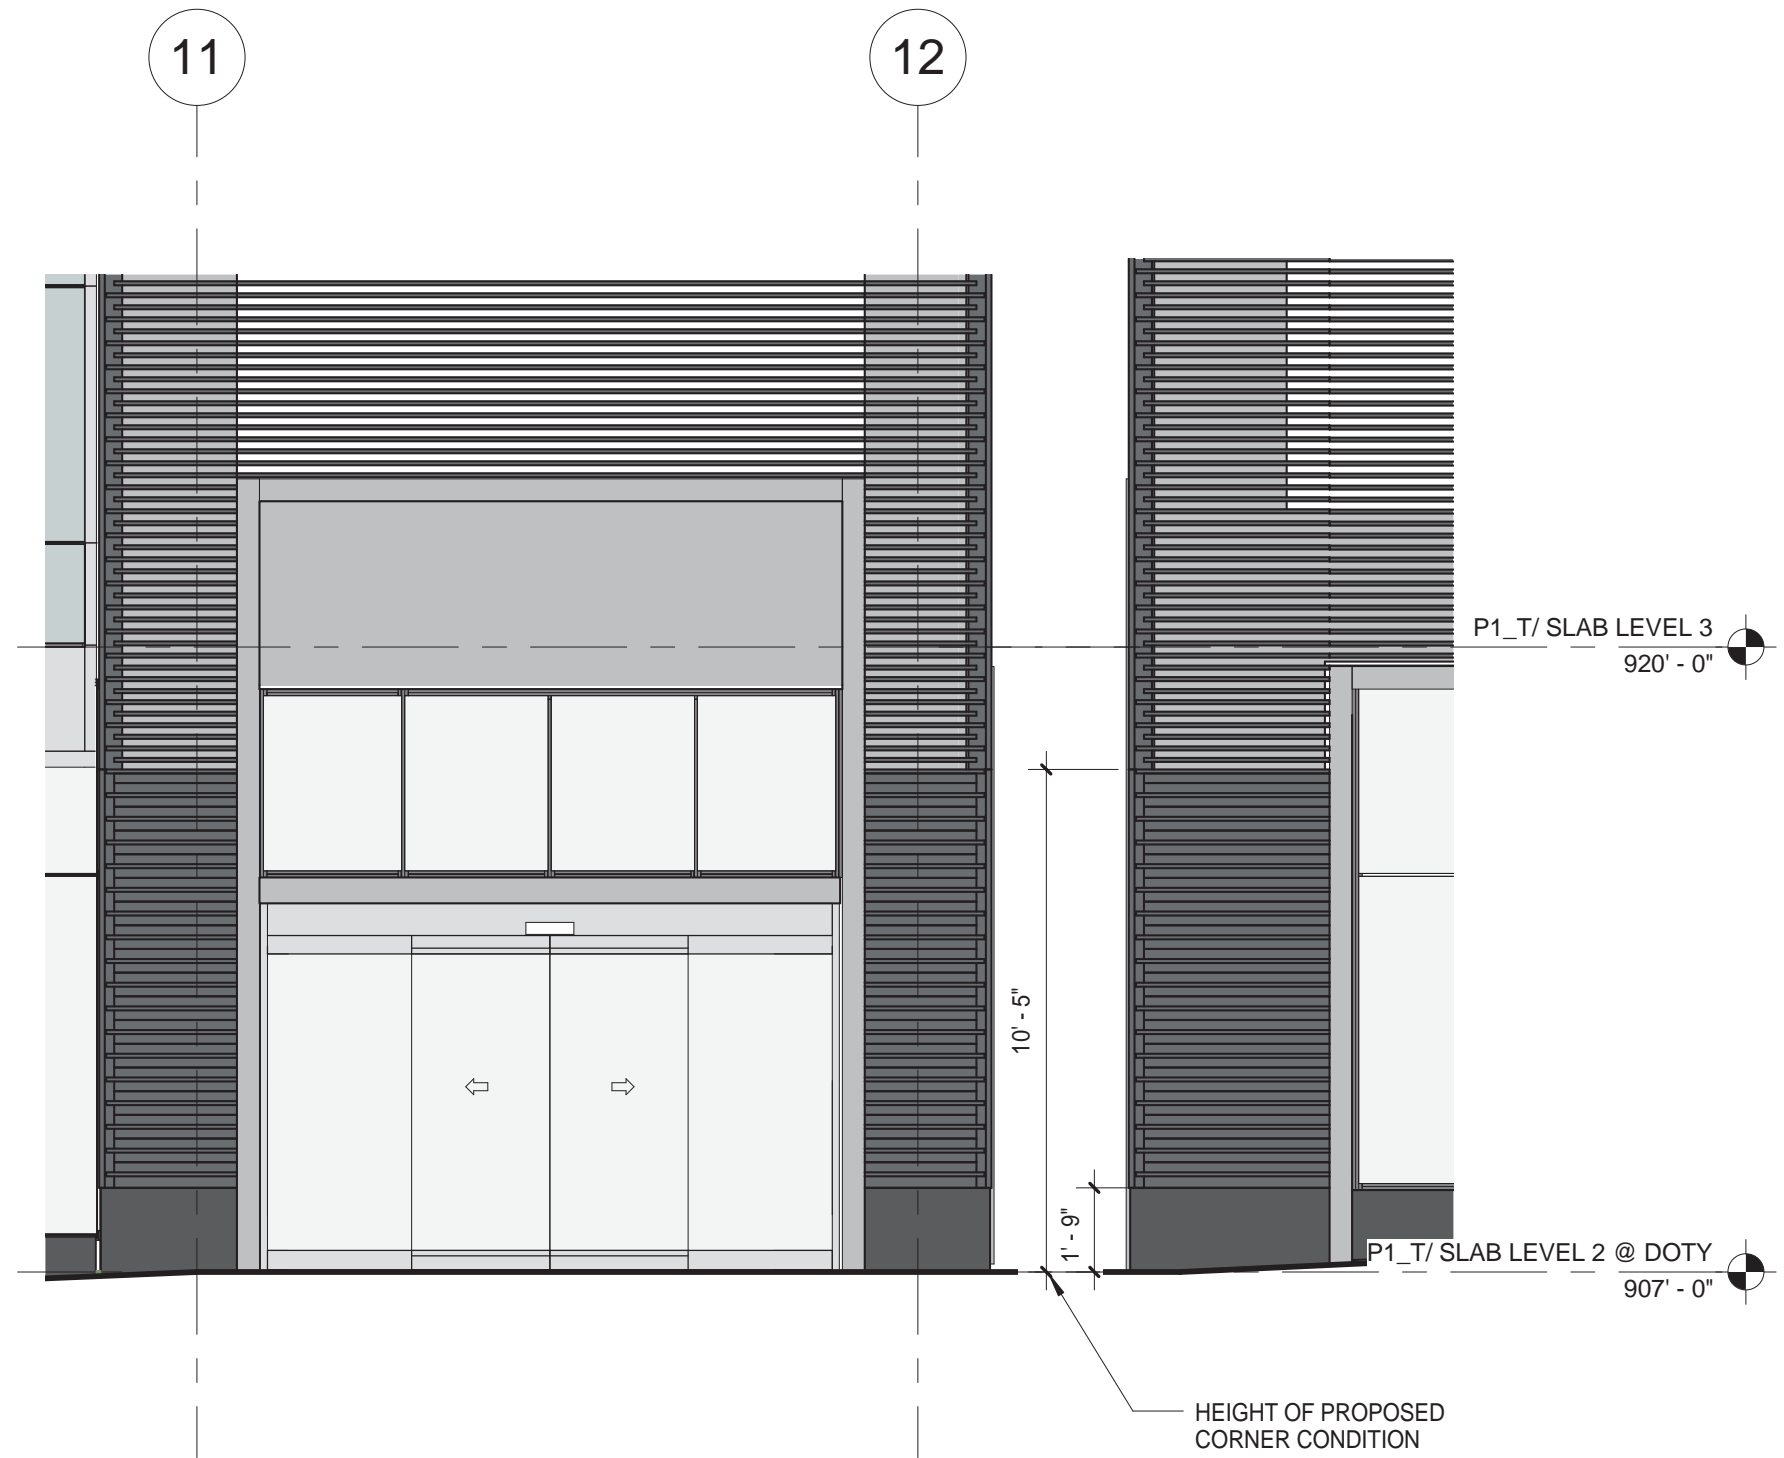 11
12
P1_T/ SLAB LEVEL 3
920' - 0"
10' - 5"
1' - 9"
P1_T/ SLAB LEVEL 2 @ DOTY
907' - 0"
HEIGHT OF PROPOSED
CORNER CONDITION